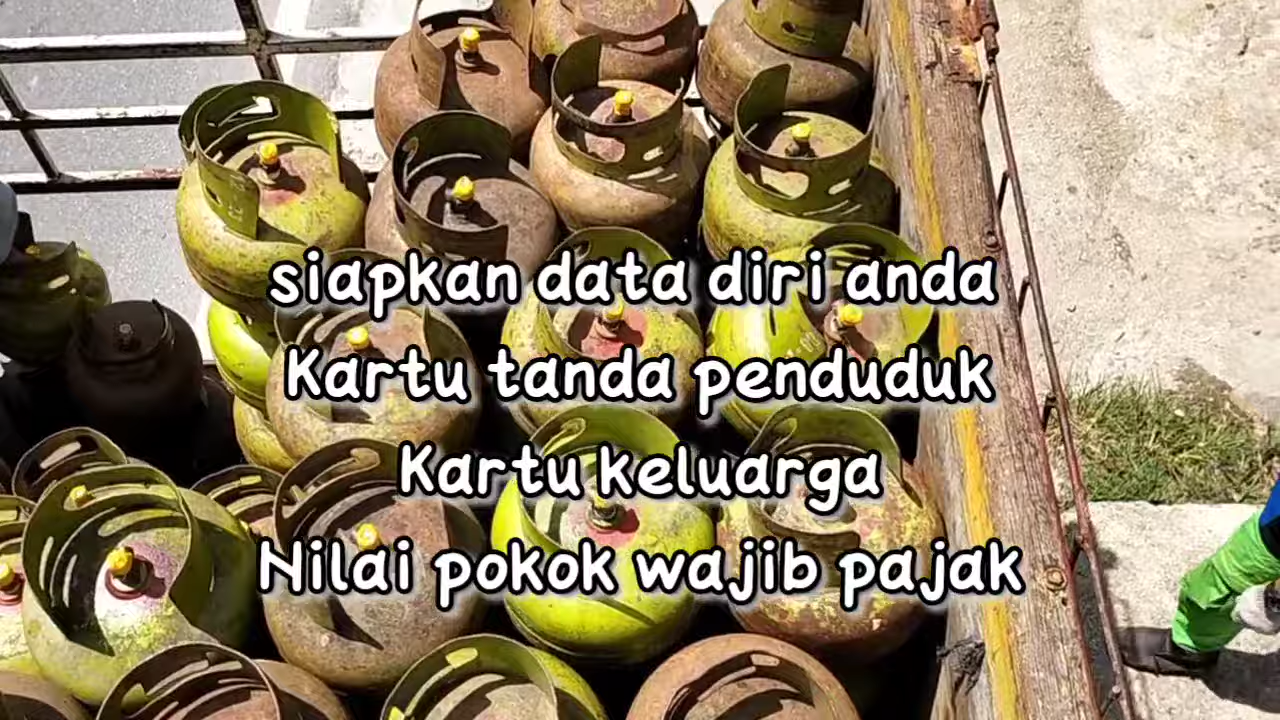 siapkan data diri anda
Kartu tanda penduduk
Kartu keluarga
Nilai pokok wajib pajak